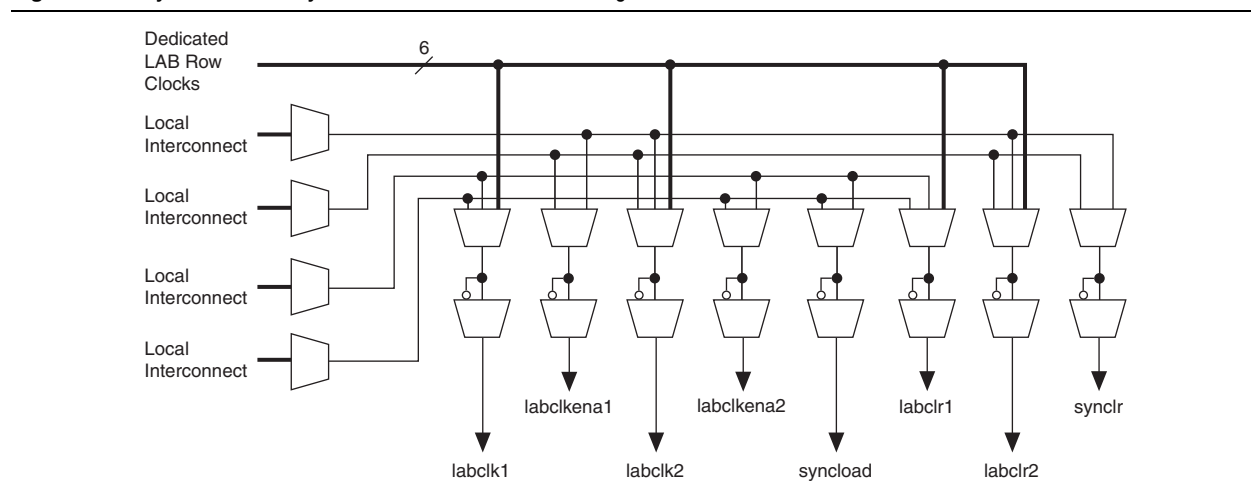 Dedicated
LAB Row
Clocks
6
Local
Interconnect
Local
Interconnect
Local
Interconnect
Local
Interconnect
labclkena1
labclkena2
labclr1
synclr
labclk1
labclk2
syncload
labclr2